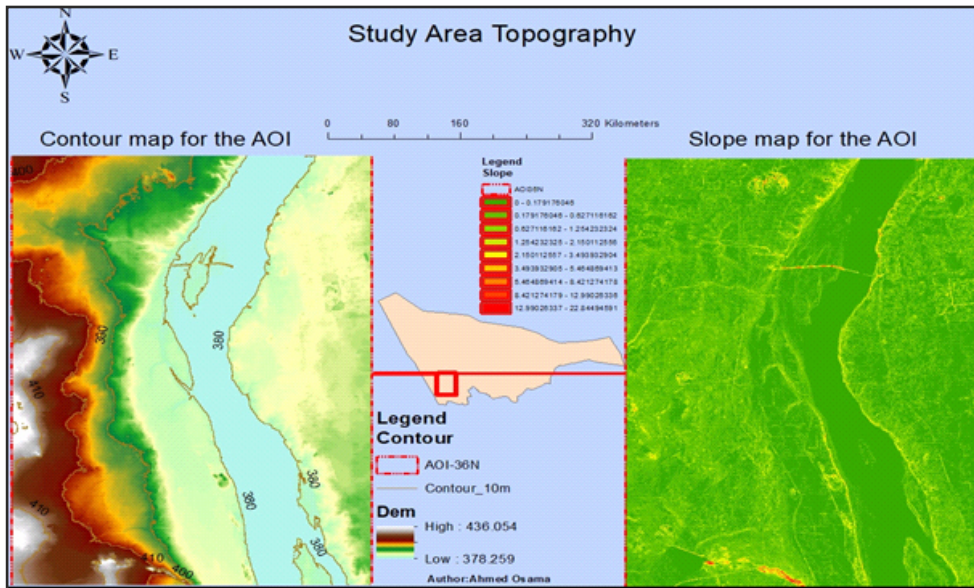 N
W E
S
Study Area Topography
0 80 160 320 Kilometers
Contour map for the AOI
Slope map for the AOI
Legend
Slope
0 - 0.179176046
0.179176046 - 0.627116162
0.627116162 - 1.254232324
1.254232325 - 2.150112556
2.150112557 - 3.493932904
3.493932905 - 5.464869413
5.464869414 - 8.421274178
8.421274179 - 12.99026336
12.99026337 - 22.84494691
400
380
380
410
380
380
410
410
400
380
Legend
Contour
AOI-36N
Contour_10m
Dem
High : 436.054
Low : 378.259
Author:Ahmed Osama